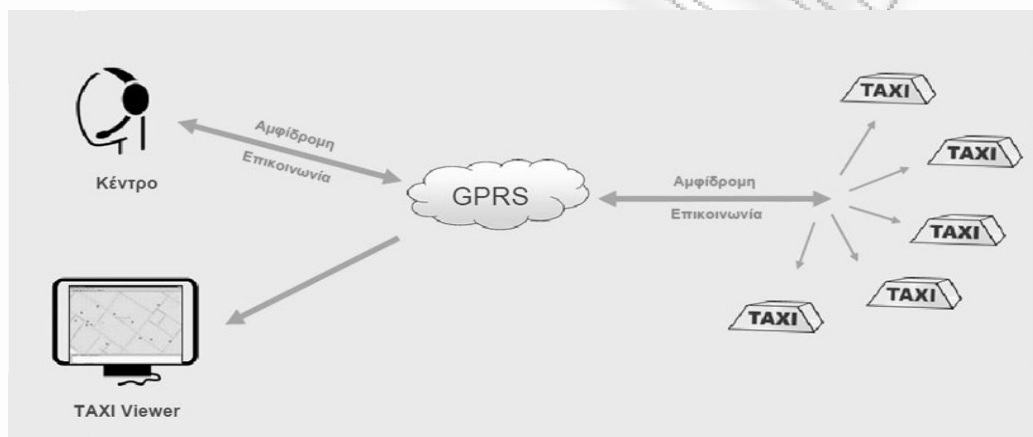 TAXI
Αμφίδρομη
Επικοινωνία
TAXI
Κέντρο
GPRS
Αμφίδρομη
Επικοινωνία
TAXI
TAXI
TAXI
TAXI Viewer